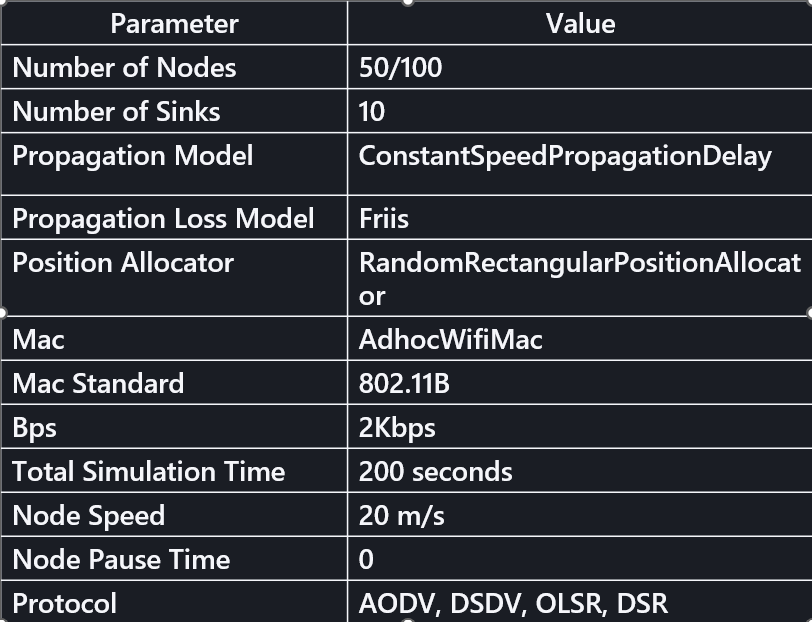 Parameter Value
Number of Nodes 50/100
Number of Sinks 10
Propagation Model ConstantSpeedPropagationDelay
Propagation Loss Model Friis
Position Allocator RandomRectangularPositionAllocat
or
Mac AdhocWifiMac
Mac Standard 802.11B
Bps 2Kbps
Total Simulation Time 200 seconds
Node Speed 20 m/s
Node Pause Time 0
Protocol AODV, DSDV, OLSR, DSR